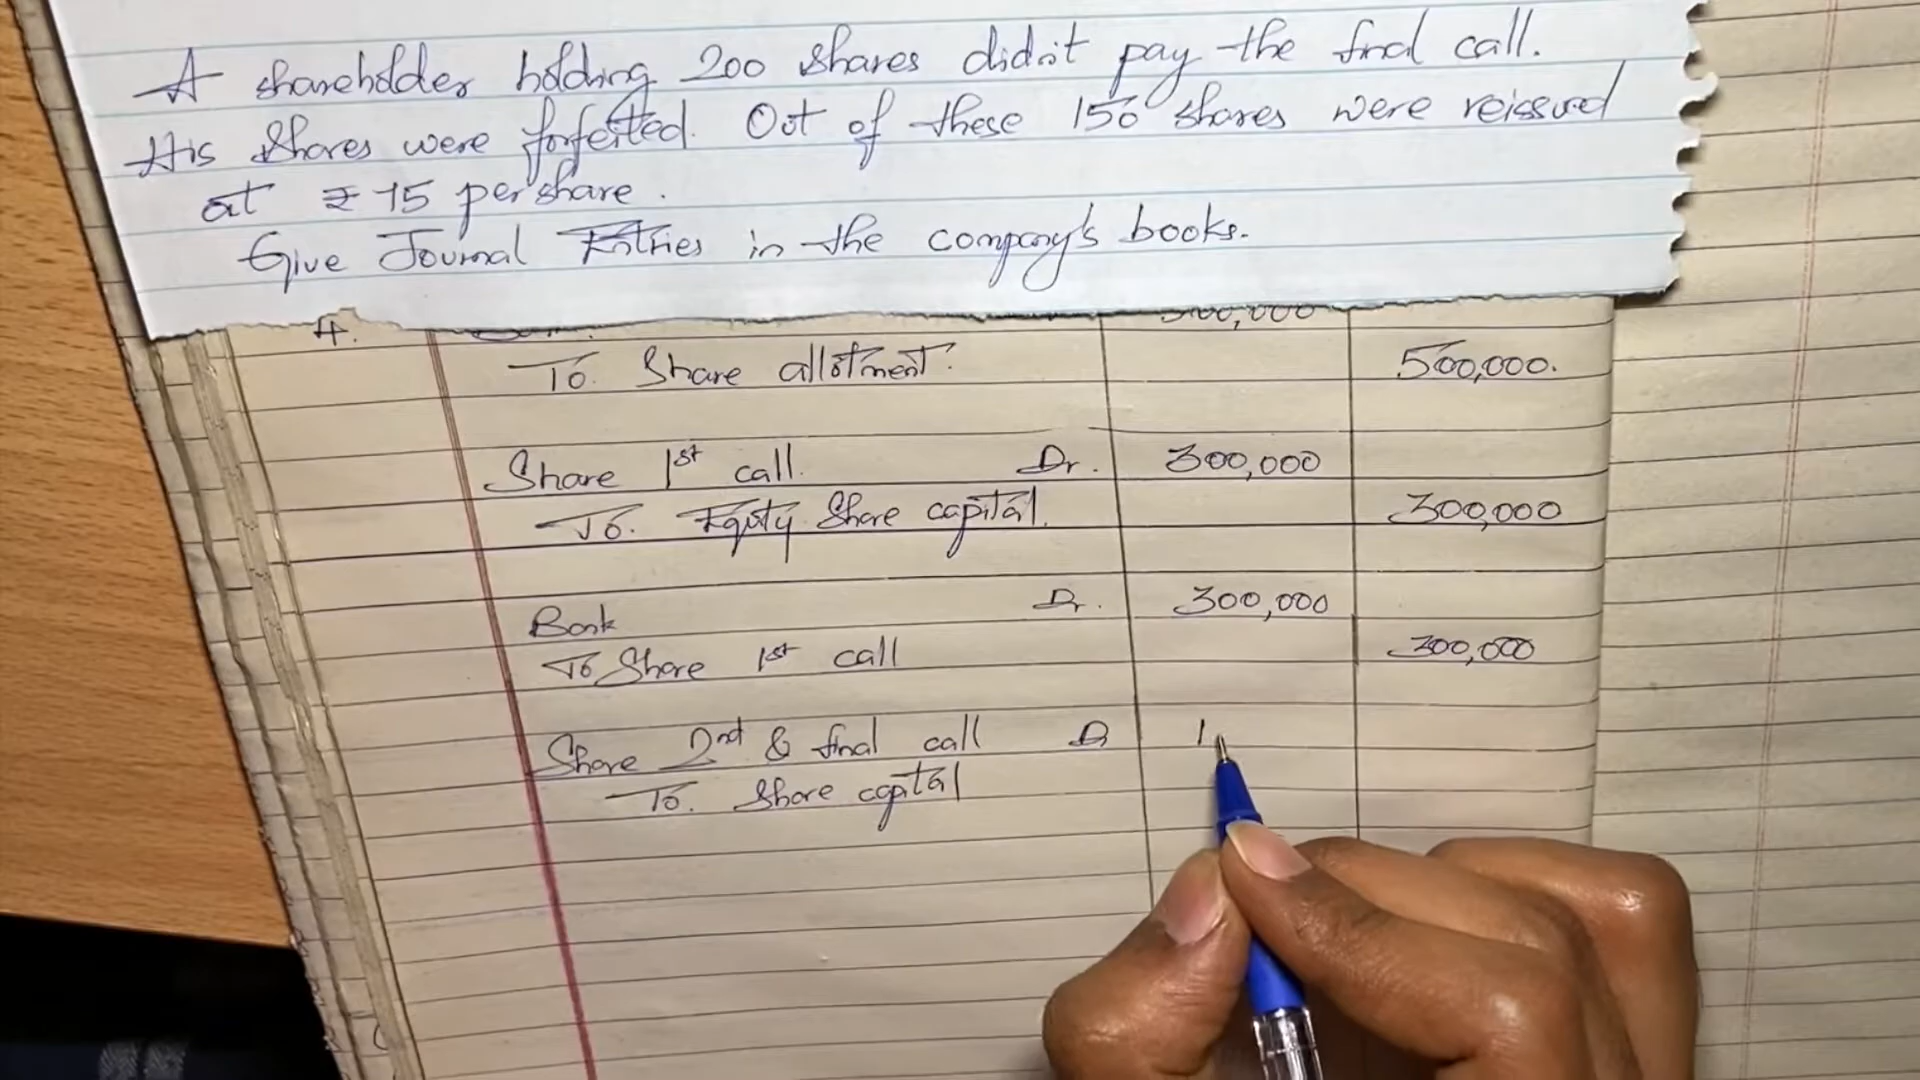 A shareholder holding 200 shares didn't pay the final call.
His shares were forfeited. Out of these 150 shares were reissued
at ₹ 75 per share.
Give Journal Entries in the company's books.
4.
To. Share allotment. 500,000.
Share 1st call. Dr. 300,000
To. Equity Share capital. 300,000
Bank Dr. 300,000
To Share 1st call 300,000
Share 2nd & final call D 1
To. Share capital